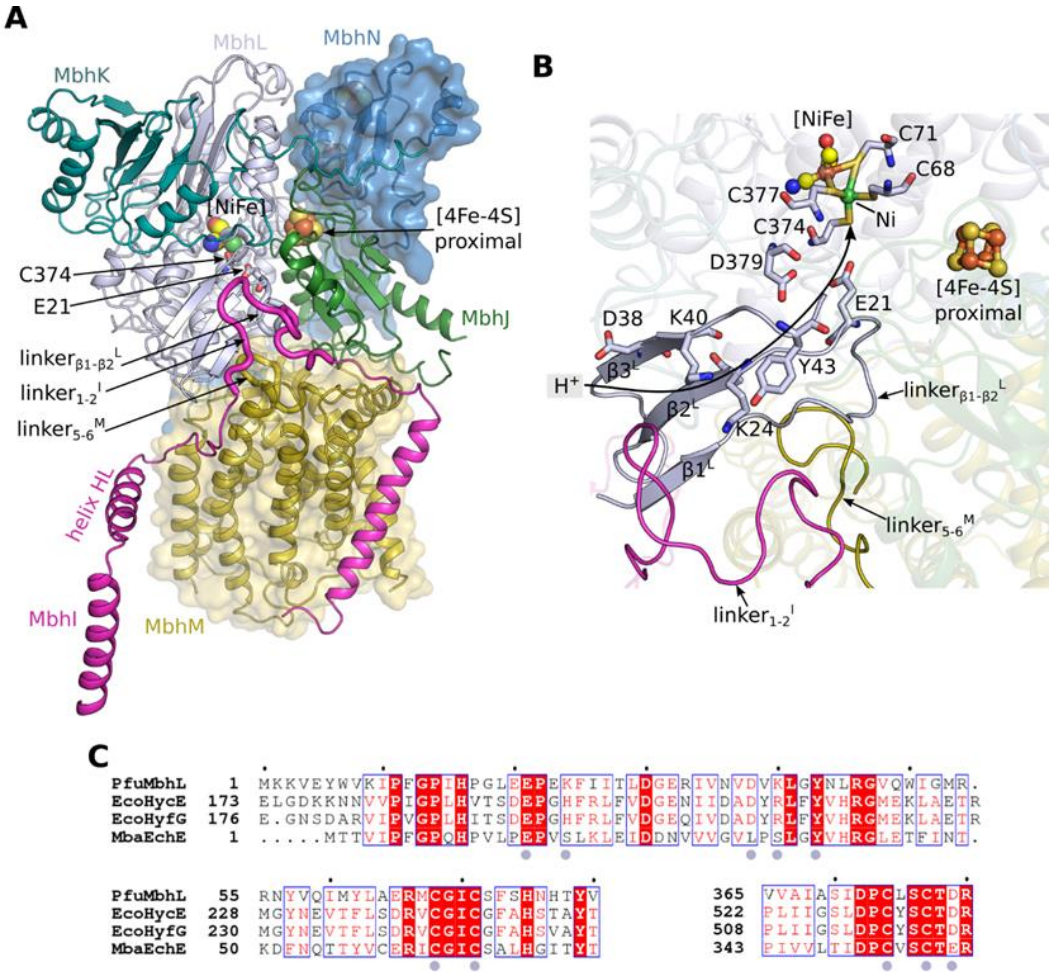 A
MbhL
MbhN
MbhK
[NiFe]
[4Fe-4S]
proximal
C374
E21
MbhJ
linkerβ1-β2L
linker1-2I
linker5-6M
helix HL
MbhI
MbhM
B
[NiFe]
C71
C68
C377
C374
Ni
D379
[4Fe-4S]
proximal
E21
D38
K40
β3L
Y43
H+
β2L
linkerβ1-β2L
K24
β1L
linker5-6M
linker1-2I
C
PfuMbhL 1 MKKVEYWVKIPFGPIHPGLEEPEKFIITLDGERIVNVDVKLGYNLRGVQWIGMR.
EcoHycE 173 ELGDKKNNVVPIGPLHVTSDEPGHFRLFVDGENIIDADYRLFYVHRGMEKLAETR
EcoHyfG 176 E.GNSDARVIPVGPLHITSDEPGHFRLFVDGENIIDADYRLFYVHRGMEKLAETR
MbaEchE 1 .....MTTVIPFGPQHPVLPEPVSLKLEIDDNVVVGVLPSLGYVHRGLETFINT.
PfuMbhL 55 RNYVQIMYLAERMCGICSFSHNHTYV 365 VVAIASIDPCLSCTDR
EcoHycE 228 MGYNEVTFLSDRVCGICGFAHSTAYT 522 PLIIGSLDPCYSCTDR
EcoHyfG 230 MGYNEVTFLSDRVCGICGFAHSVAYT 508 PLIIGSLDPCYSCTDR
MbaEchE 50 KDFNQTTYVCERICGICSALHGITYT 343 PIVVLTIDPCVSCTER